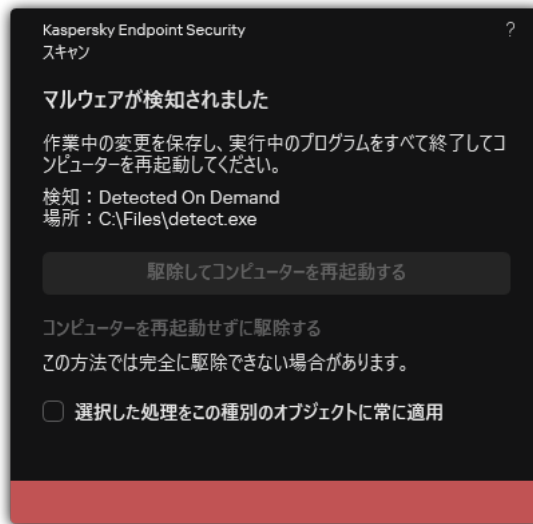 Kaspersky Endpoint Security ?
スキャン
マルウェアが検知されました
作業中の変更を保存し、実行中のプログラムをすべて終了してコ
ンピューターを再起動してください。
検知：Detected On Demand
場所：C:\Files\detect.exe
駆除してコンピューターを再起動する
コンピューターを再起動せずに駆除する
この方法では完全に駆除できない場合があります。
選択した処理をこの種別のオブジェクトに常に適用